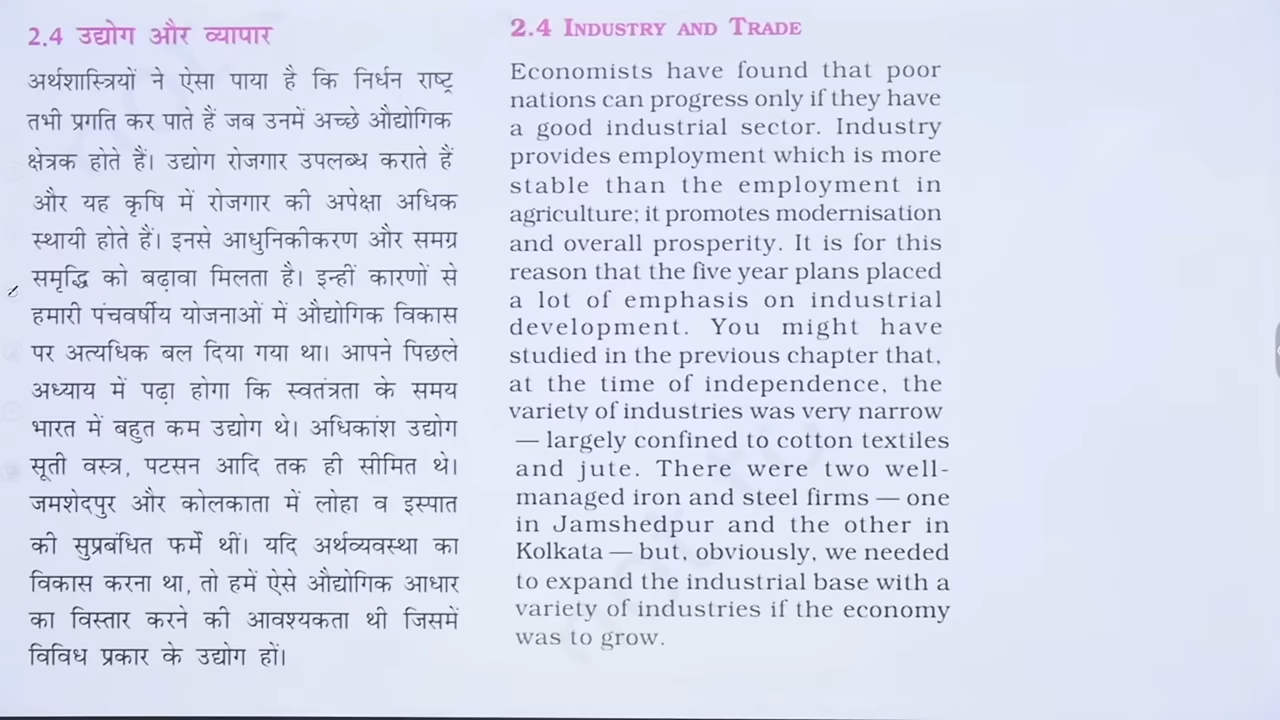 2.4 उद्योग और व्यापार
अर्थशास्त्रियों ने ऐसा पाया है कि निर्धन राष्ट्र
तभी प्रगति कर पाते हैं जब उनमें अच्छे औद्योगिक
क्षेत्रक होते हैं। उद्योग रोजगार उपलब्ध कराते हैं
और यह कृषि में रोजगार की अपेक्षा अधिक
स्थायी होते हैं। इनसे आधुनिकीकरण और समग्र
समृद्धि को बढ़ावा मिलता है। इन्हीं कारणों से
हमारी पंचवर्षीय योजनाओं में औद्योगिक विकास
पर अत्यधिक बल दिया गया था। आपने पिछले
अध्याय में पढ़ा होगा कि स्वतंत्रता के समय
भारत में बहुत कम उद्योग थे। अधिकांश उद्योग
सूती वस्त्र, पटसन आदि तक ही सीमित थे।
जमशेदपुर और कोलकाता में लोहा व इस्पात
की सुप्रबंधित फर्में थीं। यदि अर्थव्यवस्था का
विकास करना था, तो हमें ऐसे औद्योगिक आधार
का विस्तार करने की आवश्यकता थी जिसमें
विविध प्रकार के उद्योग हों।
2.4 INDUSTRY AND TRADE
Economists have found that poor
nations can progress only if they have
a good industrial sector. Industry
provides employment which is more
stable than the employment in
agriculture; it promotes modernisation
and overall prosperity. It is for this
reason that the five year plans placed
a lot of emphasis on industrial
development. You might have
studied in the previous chapter that,
at the time of independence, the
variety of industries was very narrow
— largely confined to cotton textiles
and jute. There were two well-
managed iron and steel firms — one
in Jamshedpur and the other in
Kolkata — but, obviously, we needed
to expand the industrial base with a
variety of industries if the economy
was to grow.